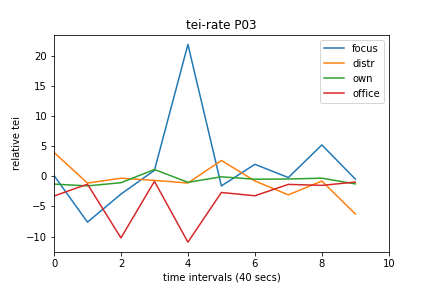 tei-rate P03
focus
distr
own
office
relative tei
20
15
10
5
0
−5
−10
0 2 4 6 8 10
time intervals (40 secs)